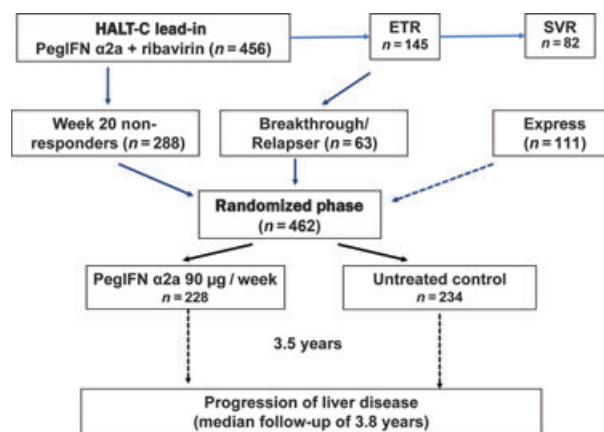 HALT-C lead-in
PegIFN α2a + ribavirin (n = 456)
ETR
n = 145
SVR
n = 82
Week 20 non-
responders (n = 288)
Breakthrough/
Relapser (n = 63)
Express
(n = 111)
Randomized phase
(n = 462)
PegIFN α2a 90 µg / week
n = 228
Untreated control
n = 234
3.5 years
Progression of liver disease
(median follow-up of 3.8 years)